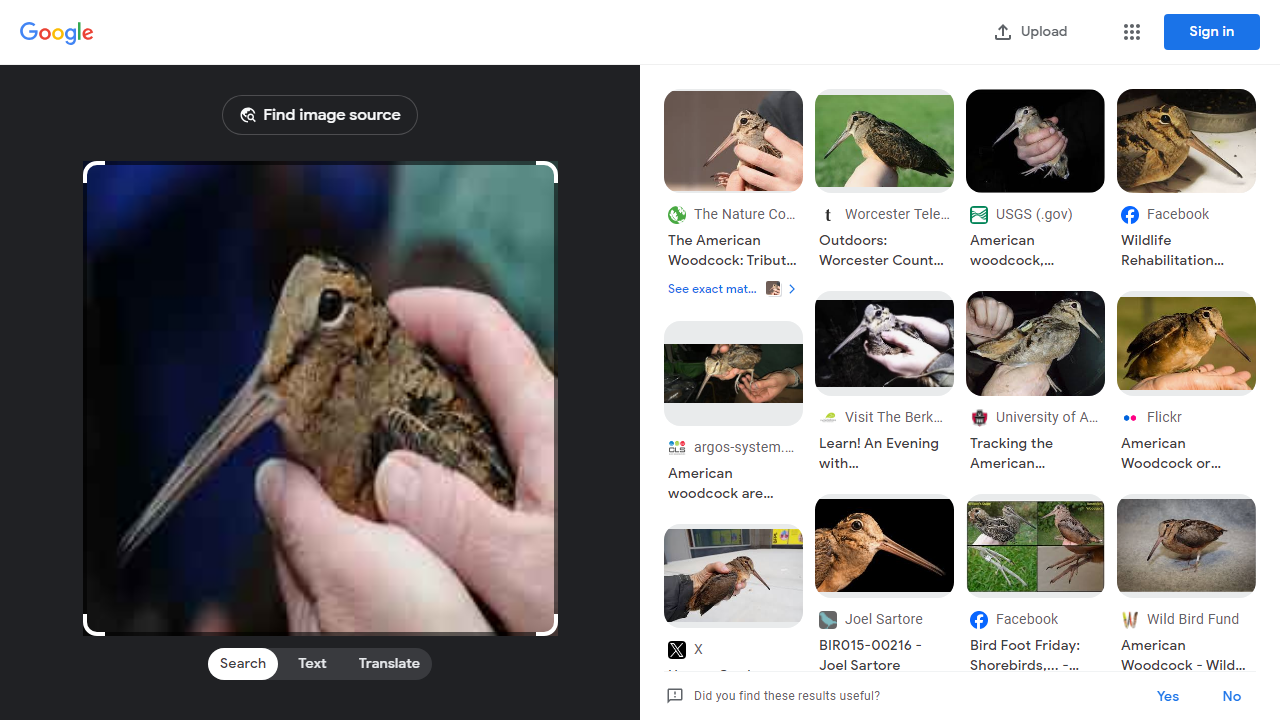 Google
Upload
Sign in
Find image source
Search
Text
Translate
The Nature Co...
The American
Woodcock: Tribut...
See exact mat...
argos-system....
American
woodcock are...
X
Worcester Tele...
Outdoors:
Worcester Count...
Visit The Berk...
Learn! An Evening
with...
Joel Sartore
BIR015-00216 -
Joel Sartore
USGS (.gov)
American
woodcock,...
University of A...
Tracking the
American...
Facebook
Bird Foot Friday:
Shorebirds,... -...
Facebook
Wildlife
Rehabilitation...
Flickr
American
Woodcock or...
Wild Bird Fund
American
Woodcock - Wild...
Did you find these results useful?
Yes
No